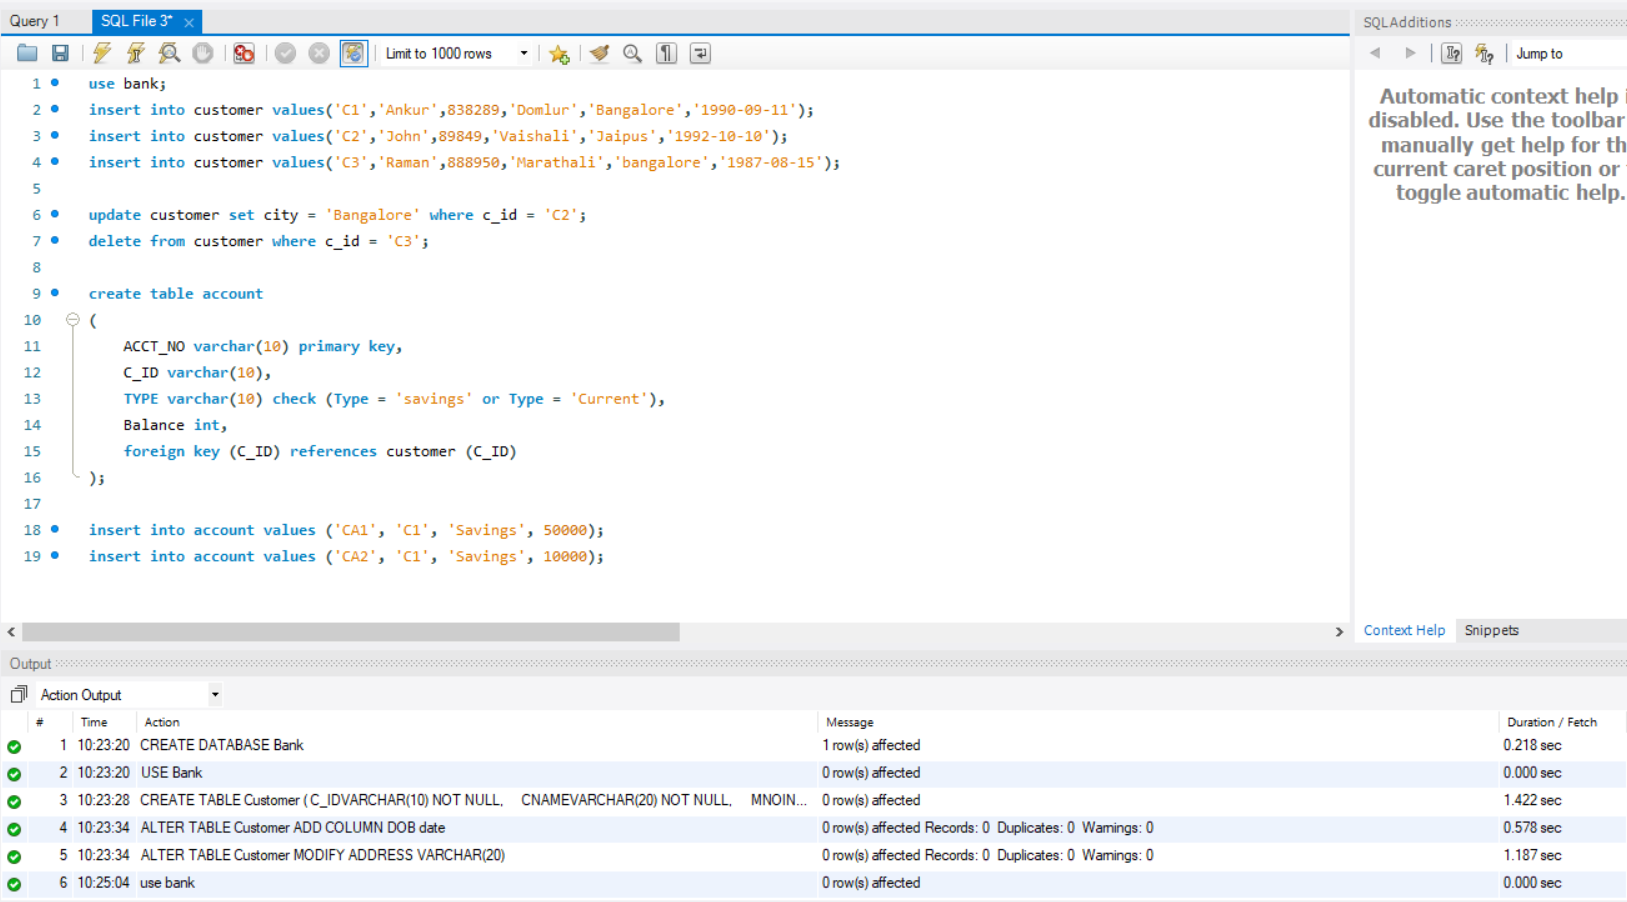 Query 1 SQL File 3* × SQLAdditions
Limit to 1000 rows Jump to
1 use bank;
2 insert into customer values('C1','Ankur',838289,'Domlur','Bangalore','1990-09-11');
3 insert into customer values('C2','John',89849,'Vaishali','Jaipus','1992-10-10');
4 insert into customer values('C3','Raman',888950,'Marathali','bangalore','1987-08-15');
5
6 update customer set city = 'Bangalore' where c_id = 'C2';
7 delete from customer where c_id = 'C3';
8
9 create table account
10 (
11 ACCT_NO varchar(10) primary key,
12 C_ID varchar(10),
13 TYPE varchar(10) check (Type = 'savings' or Type = 'Current'),
14 Balance int,
15 foreign key (C_ID) references customer (C_ID)
16 );
17
18 insert into account values ('CA1', 'C1', 'Savings', 50000);
19 insert into account values ('CA2', 'C1', 'Savings', 10000);
Automatic context help
disabled. Use the toolbar
manually get help for
current caret position or
toggle automatic help.
Context Help Snippets
Output
Action Output
# Time Action Message Duration / Fetch
1 10:23:20 CREATE DATABASE Bank 1 row(s) affected 0.218 sec
2 10:23:20 USE Bank 0 row(s) affected 0.000 sec
3 10:23:28 CREATE TABLE Customer ( C_IDVARCHAR(10) NOT NULL, CNAMEVARCHAR(20) NOT NULL, MNOIN... 0 row(s) affected 1.422 sec
4 10:23:34 ALTER TABLE Customer ADD COLUMN DOB date 0 row(s) affected Records: 0 Duplicates: 0 Warnings: 0 0.578 sec
5 10:23:34 ALTER TABLE Customer MODIFY ADDRESS VARCHAR(20) 0 row(s) affected Records: 0 Duplicates: 0 Warnings: 0 1.187 sec
6 10:25:04 use bank 0 row(s) affected 0.000 sec